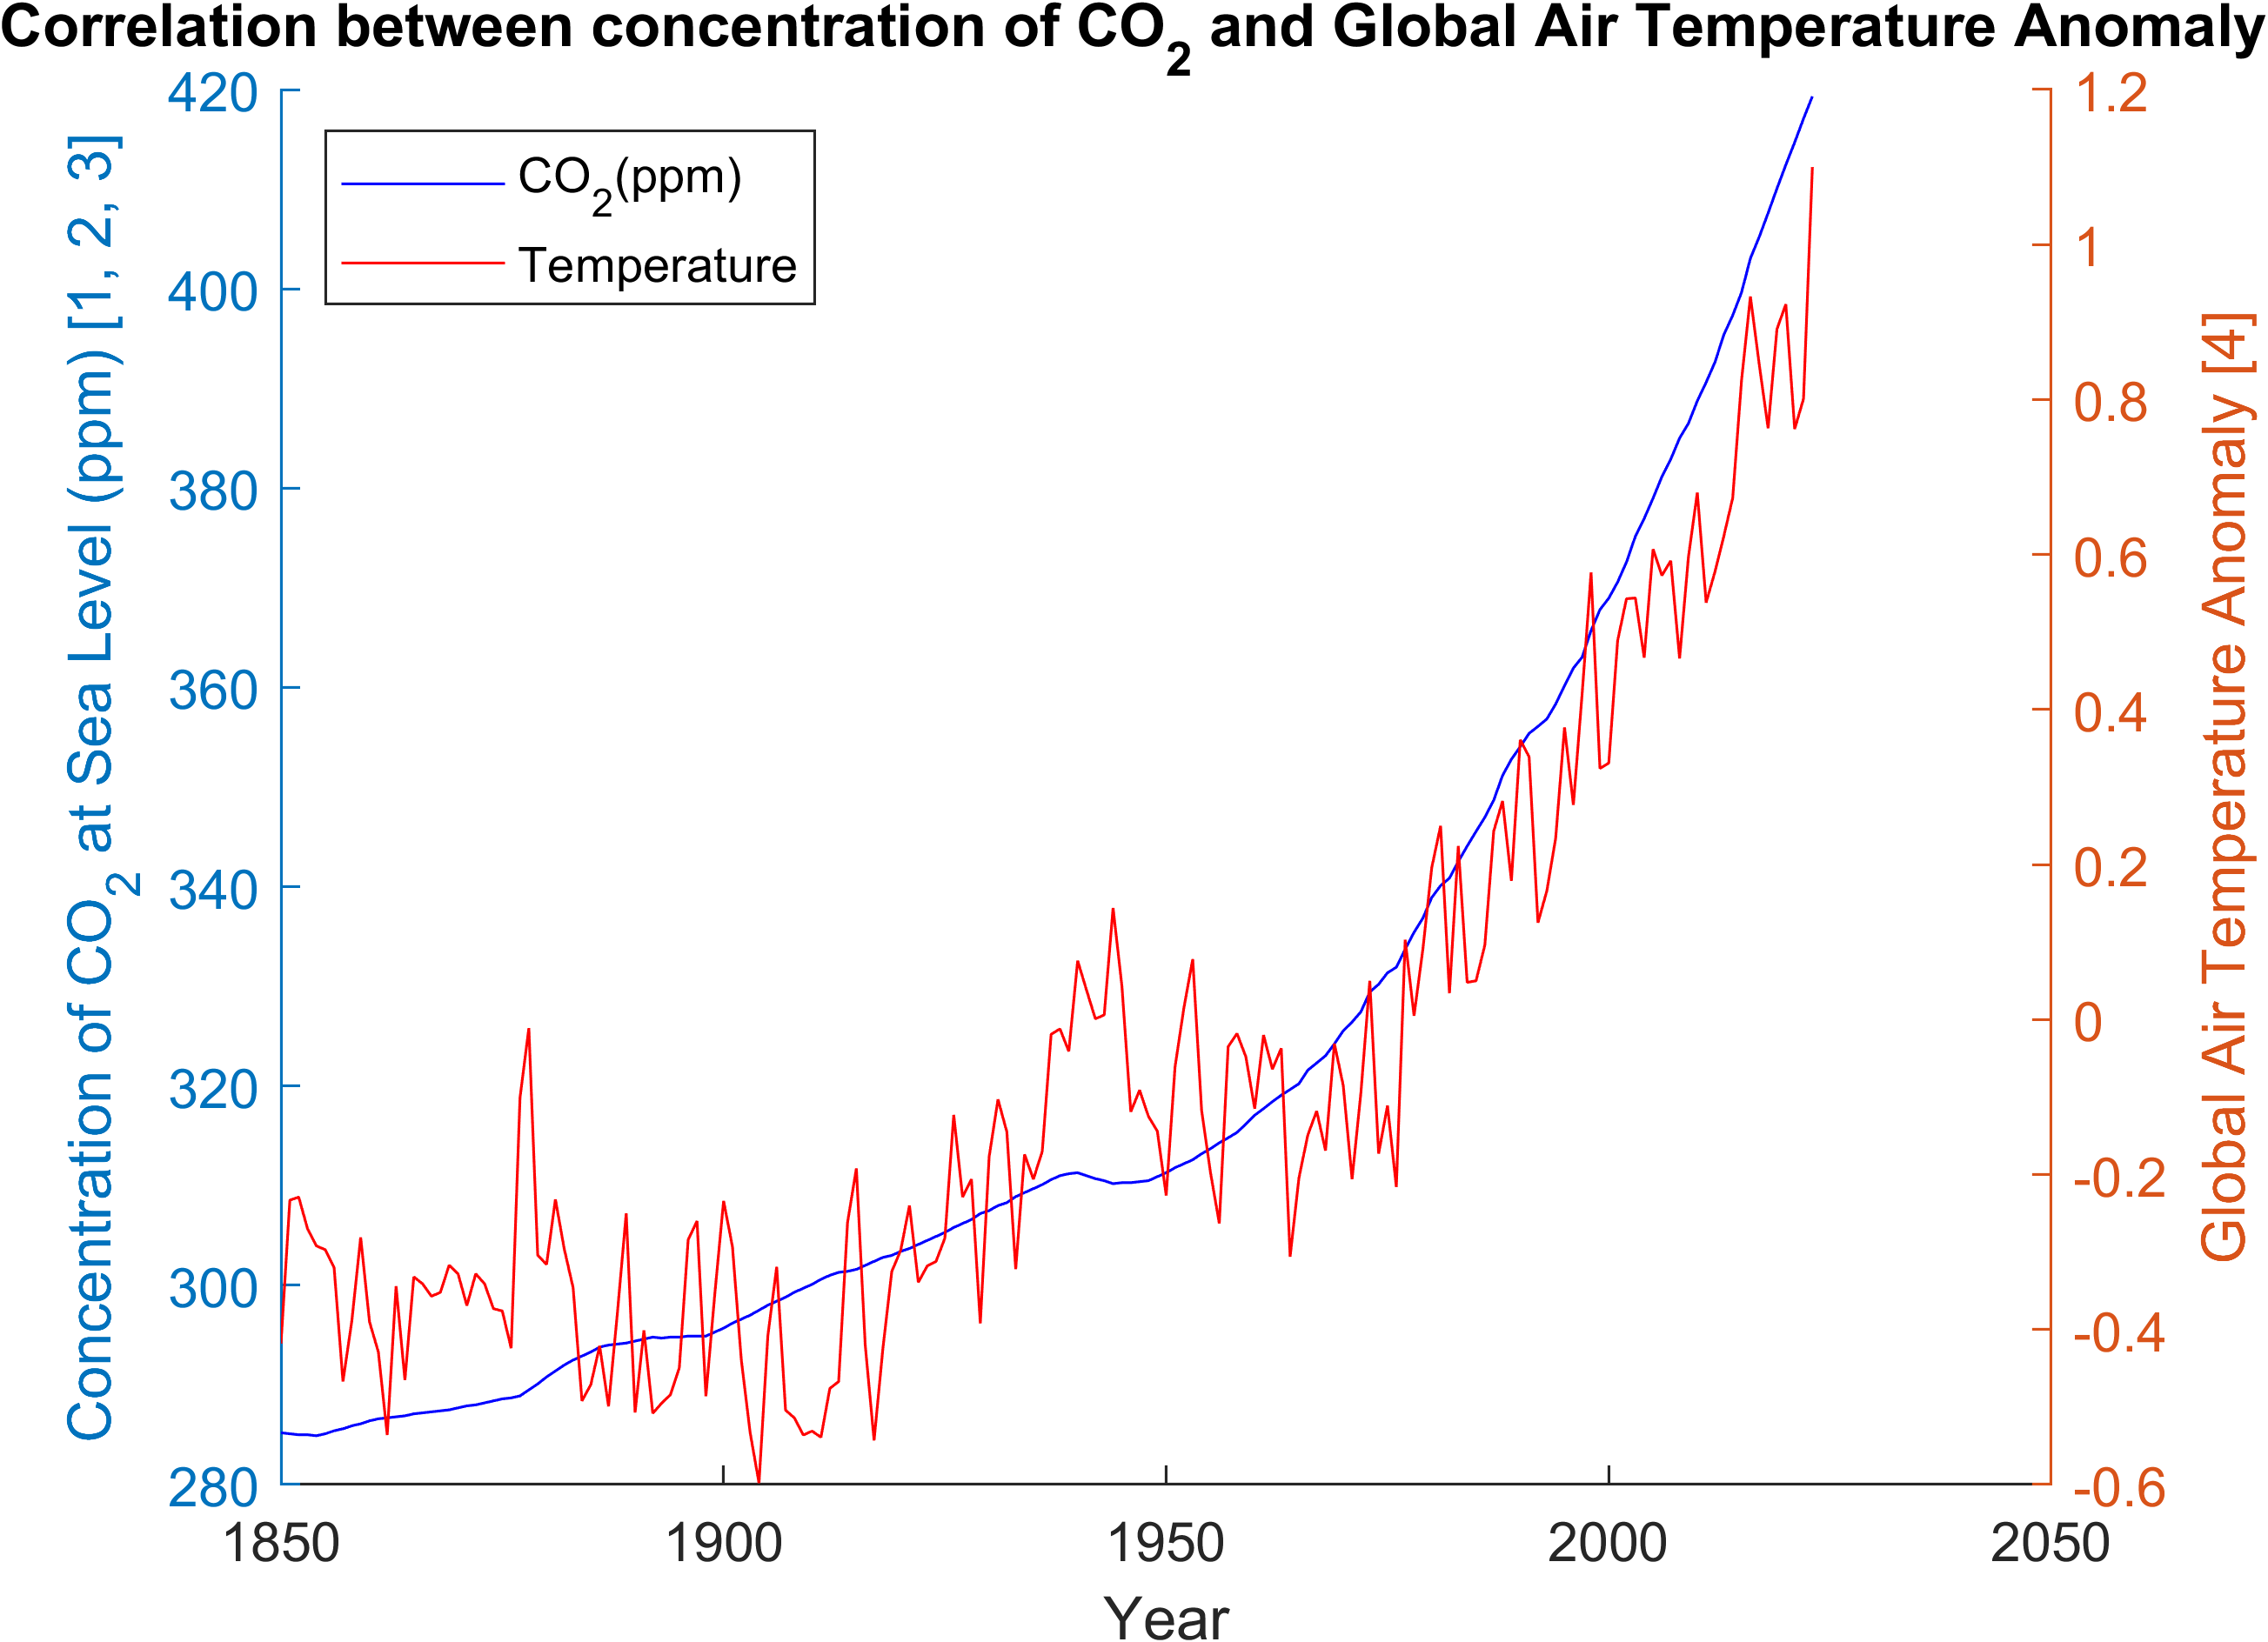 Correlation between concentration of CO₂ and Global Air Temperature Anomaly
Concentration of CO₂ at Sea Level (ppm) [1, 2, 3]
420
400
380
360
340
320
300
280
CO₂(ppm)
Temperature
1.2
1
0.8
0.6
0.4
0.2
0
-0.2
-0.4
-0.6
Global Air Temperature Anomaly [4]
1850 1900 1950 2000 2050
Year